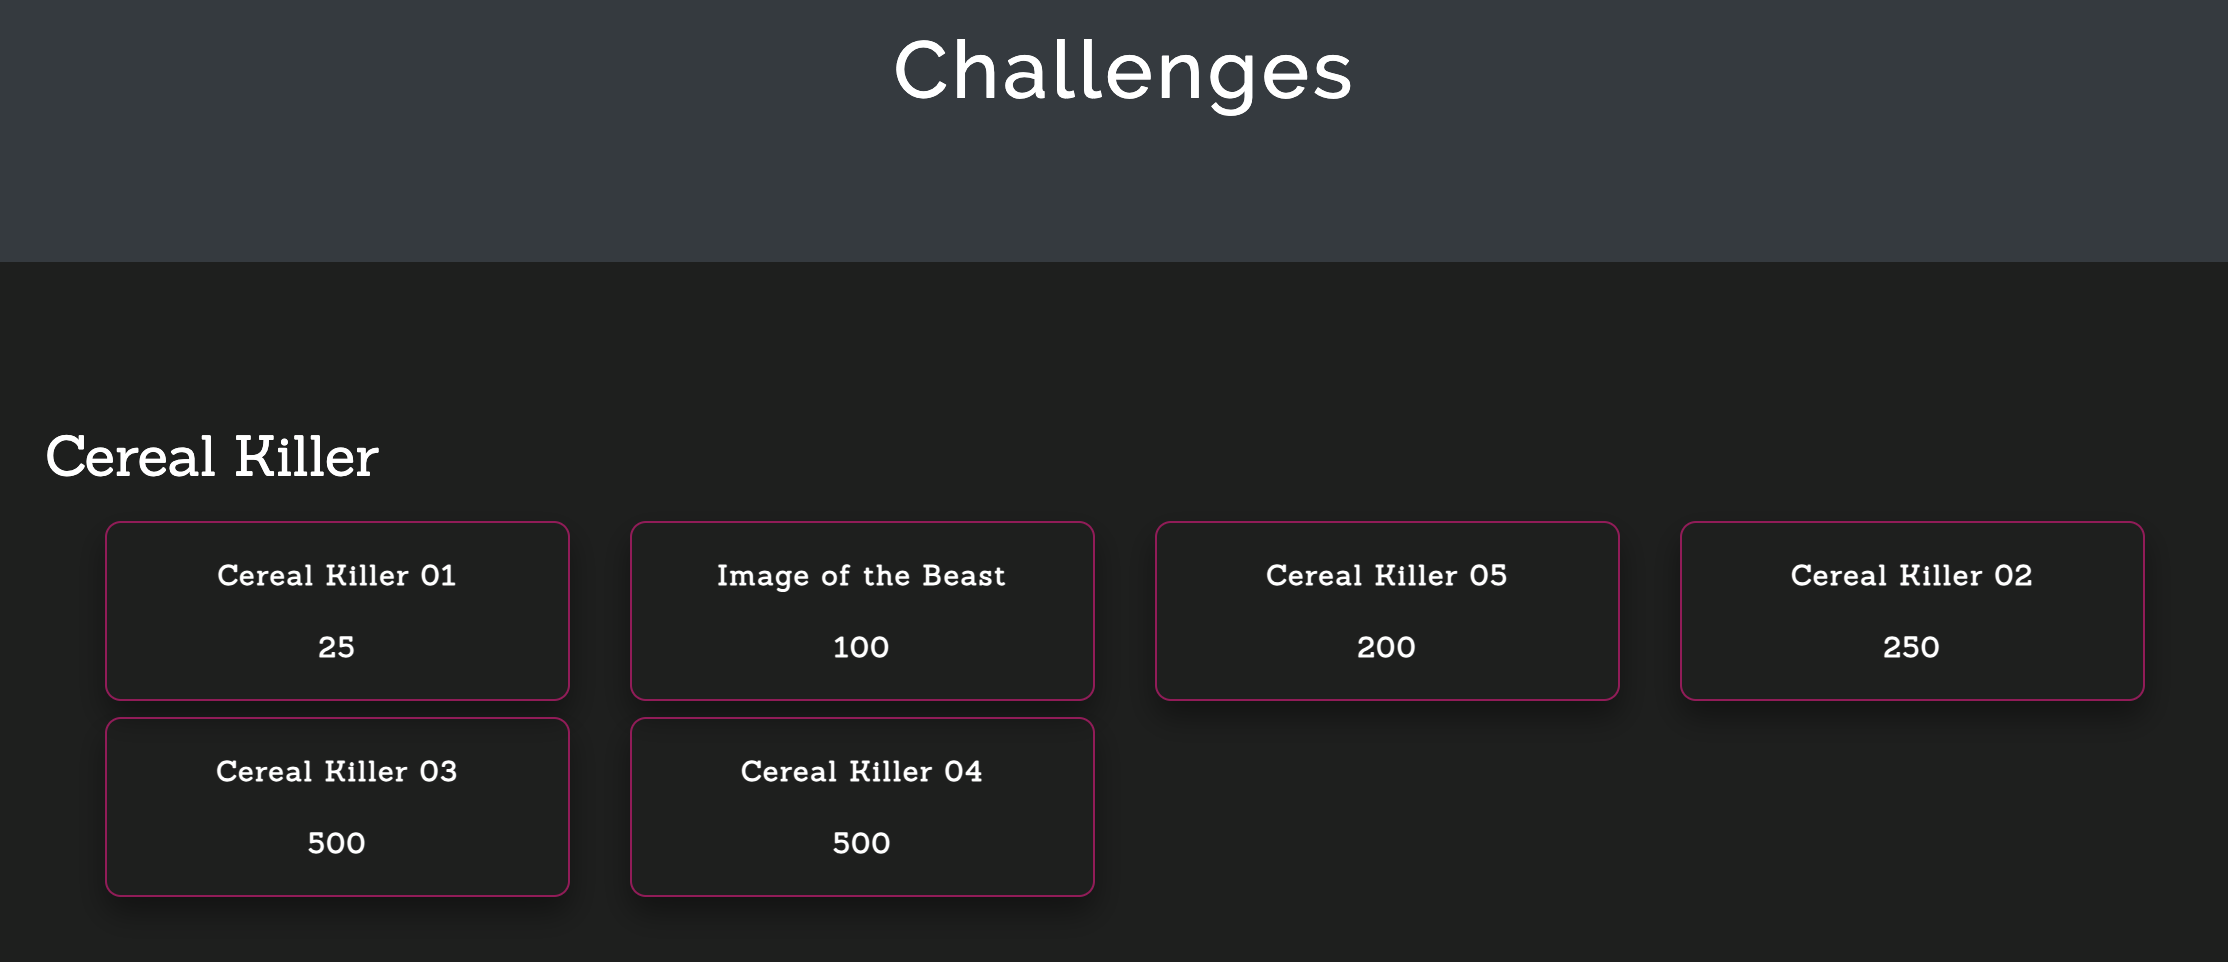 Challenges
Cereal Killer
Cereal Killer 01
25
Image of the Beast
100
Cereal Killer 05
200
Cereal Killer 02
250
Cereal Killer 03
500
Cereal Killer 04
500